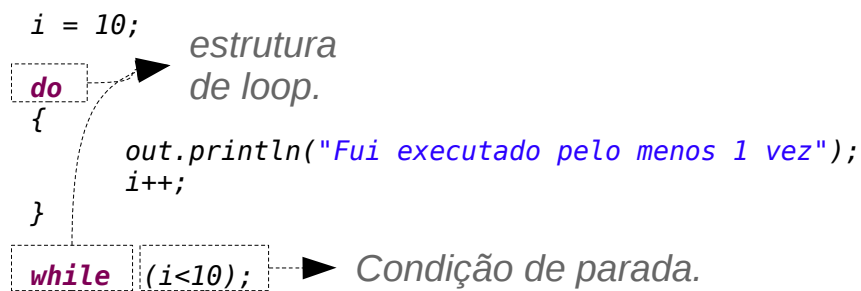 i = 10;
estrutura
de loop.
do
{
out.println("Fui executado pelo menos 1 vez");
i++;
}
while (i<10);
Condição de parada.